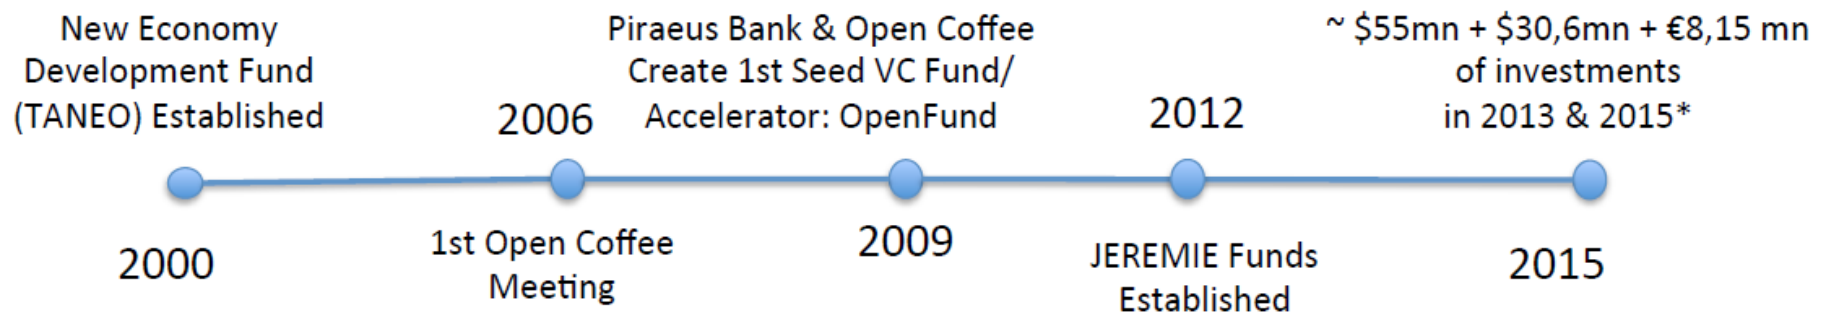 New Economy
Development Fund
(TANEO) Established
2000
2006
1st Open Coffee
Meeting
Piraeus Bank & Open Coffee
Create 1st Seed VC Fund/
Accelerator: OpenFund
2009
2012
JEREMIE Funds
Established
~ $55mn + $30,6mn + €8,15 mn
of investments
in 2013 & 2015*
2015